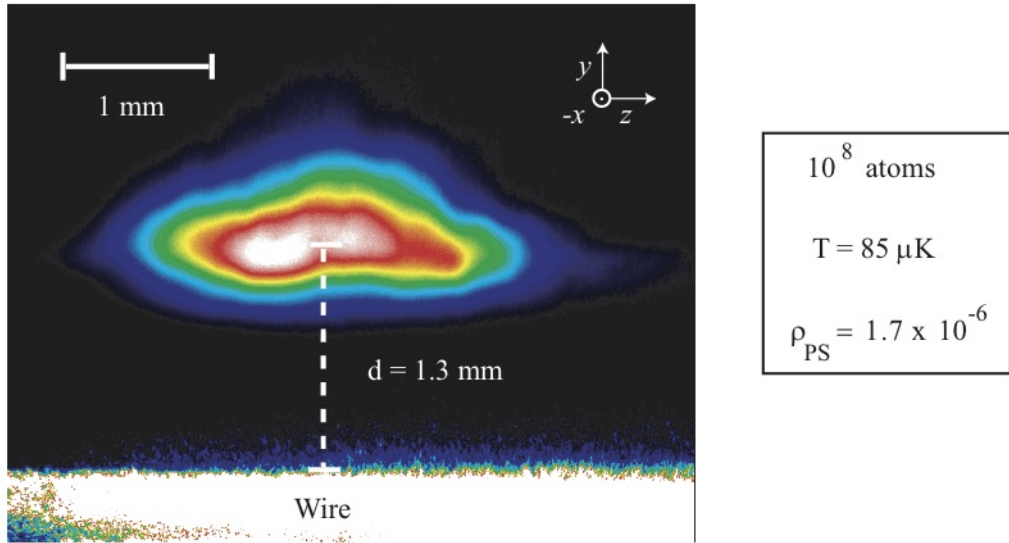 1 mm
y
-x z
d = 1.3 mm
Wire
10^8 atoms
T = 85 μK
ρ_PS = 1.7 x 10^-6